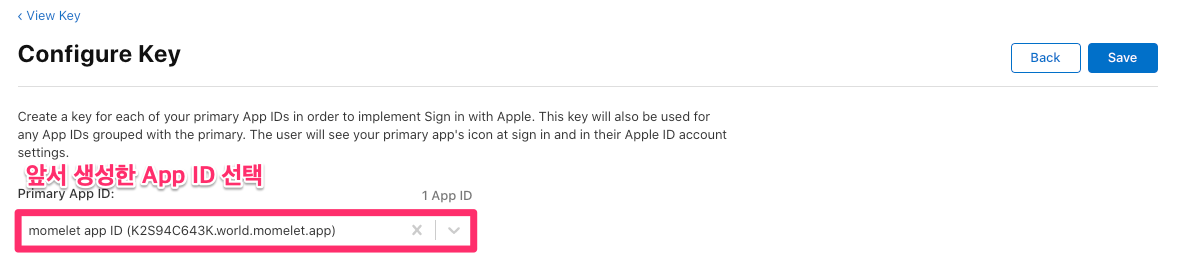 ‹ View Key
Configure Key
Back
Save
Create a key for each of your primary App IDs in order to implement Sign in with Apple. This key will also be used for
any App IDs grouped with the primary. The user will see your primary app's icon at sign in and in their Apple ID account
settings.
앞서 생성한 App ID 선택
Primary App ID:
1 App ID
momelet app ID (K2S94C643K.world.momelet.app)